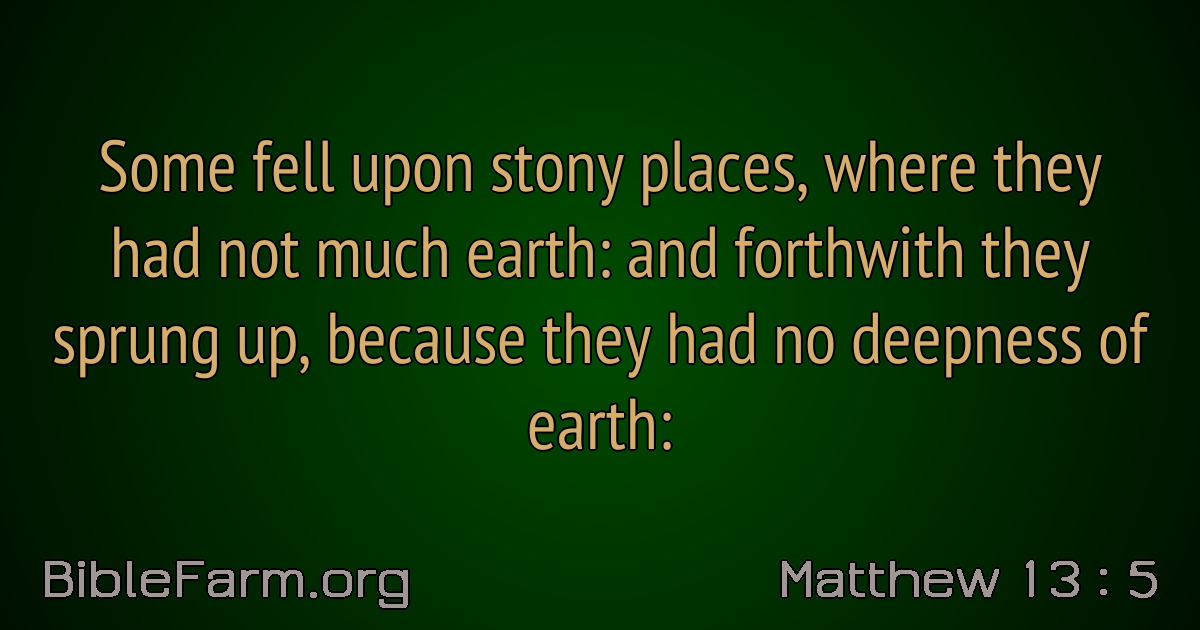 Some fell upon stony places, where they
had not much earth: and forthwith they
sprung up, because they had no deepness of
earth:
BibleFarm.org
Matthew 13 : 5